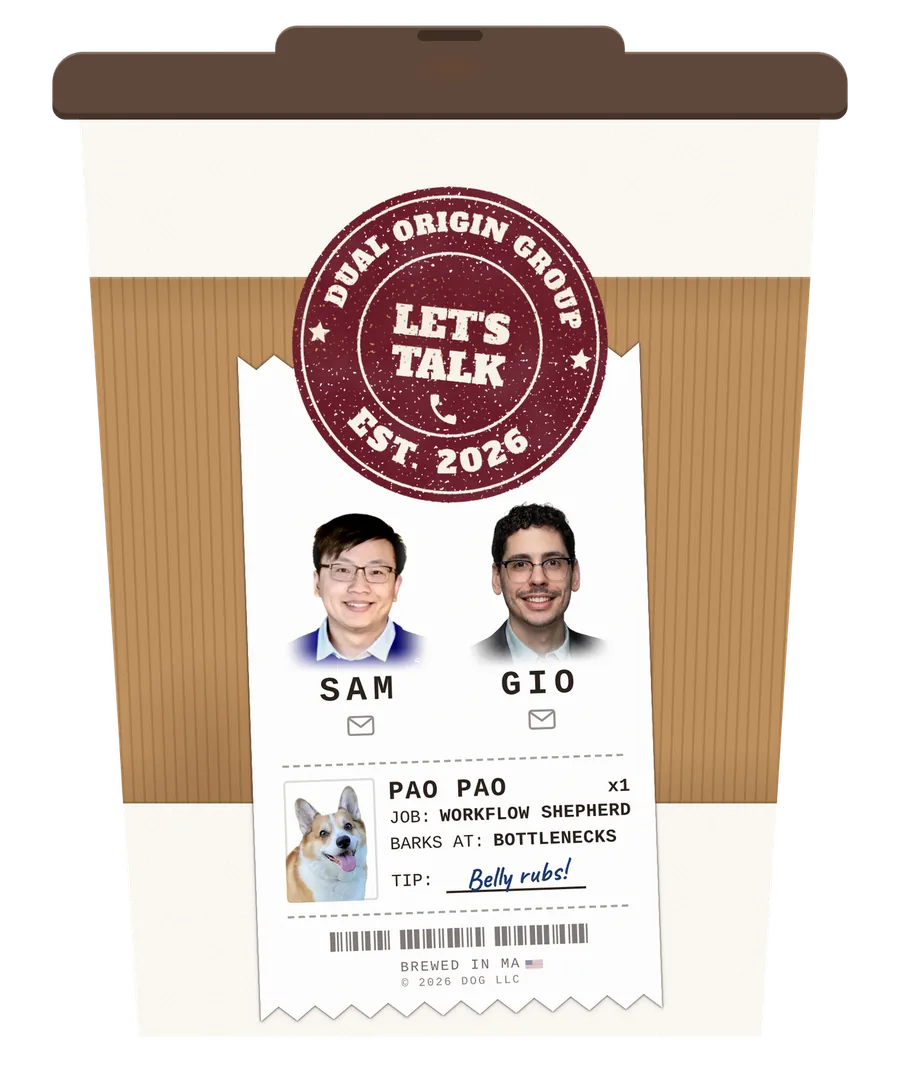 DUAL ORIGIN GROUP
LET'S
TALK
EST. 2026
SAM GIO
PAO PAO x1
JOB: WORKFLOW SHEPHERD
BARKS AT: BOTTLENECKS
TIP: Belly rubs!
BREWED IN MA
© 2026 DOG LLC